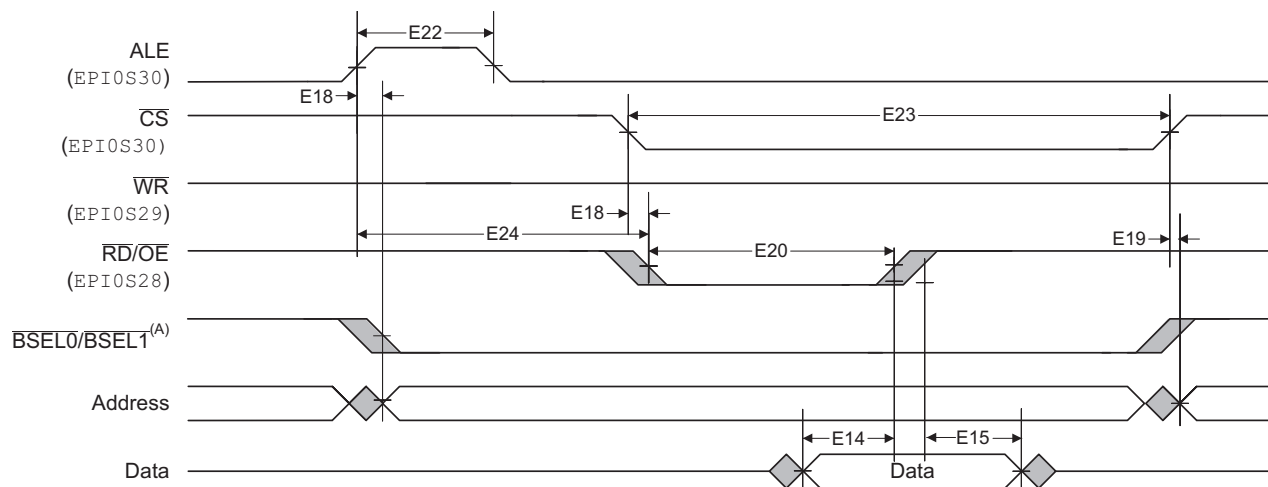 E22
ALE
(EPI0S30)
E18
CS
E23
(EPI0S30)
WR
(EPI0S29)
E18
E24
RD/OE
E20
E19
(EPI0S28)
BSEL0/BSEL1(A)
Address
E14
E15
Data
Data